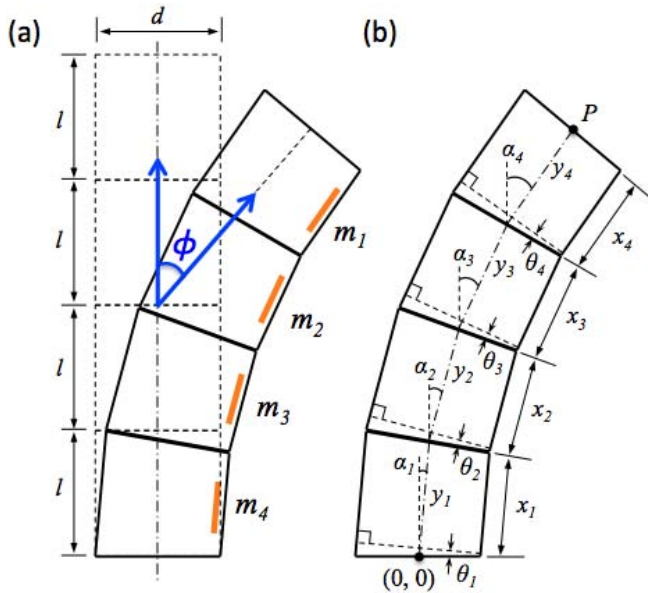 (a)
d
(b)
l
l
l
l
ϕ
m₁
m₂
m₃
m₄
P
α₄
y₄
x₄
θ₄
α₃
y₃
x₃
θ₃
α₂
y₂
x₂
θ₂
α₁
y₁
x₁
(0, 0)
θ₁